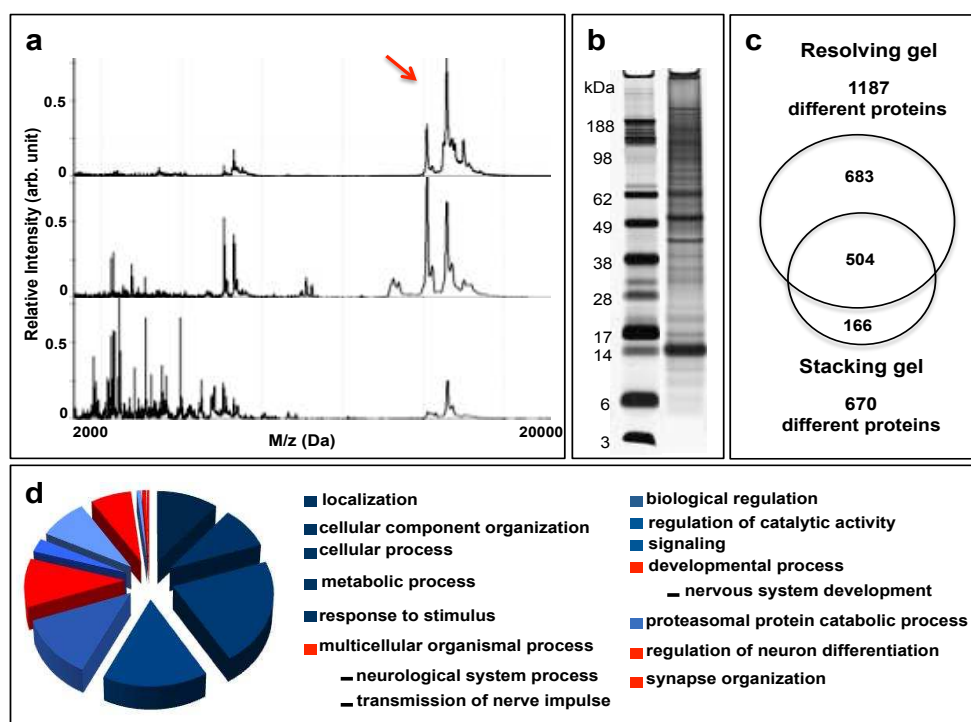 a
Relative Intensity (arb. unit)
0.5
0
0.5
0
0.5
0
2000
M/z (Da)
20000
b
kDa
188
98
62
49
38
28
17
14
6
3
c
Resolving gel
1187
different proteins
683
504
166
Stacking gel
670
different proteins
d
localization
cellular component organization
cellular process
metabolic process
response to stimulus
multicellular organismal process
neurological system process
transmission of nerve impulse
biological regulation
regulation of catalytic activity
signaling
developmental process
nervous system development
proteasomal protein catabolic process
regulation of neuron differentiation
synapse organization